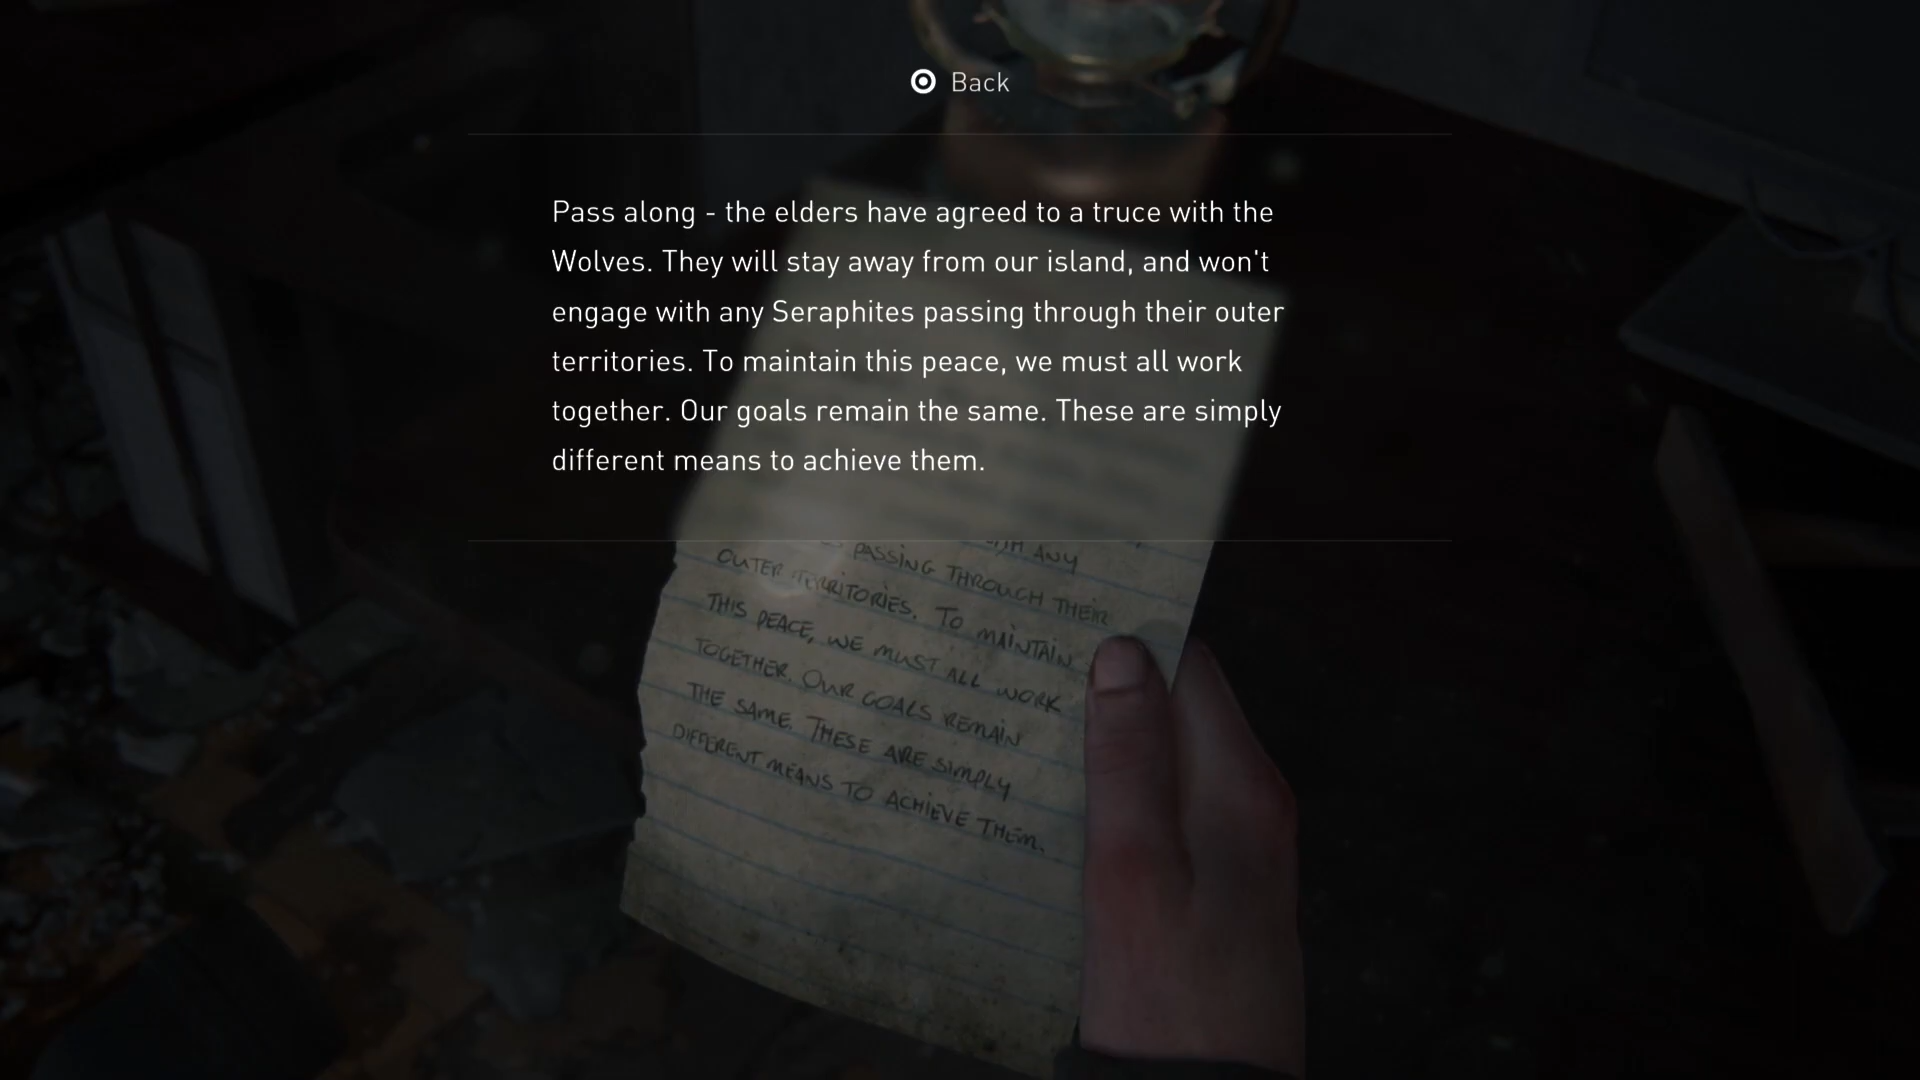 Back
Pass along - the elders have agreed to a truce with the
Wolves. They will stay away from our island, and won't
engage with any Seraphites passing through their outer
territories. To maintain this peace, we must all work
together. Our goals remain the same. These are simply
different means to achieve them.
WITH ANY
PASSING THROUGH THEIR
OUTER TERRITORIES. TO MAINTAIN
THIS PEACE, WE MUST ALL WORK
TOGETHER. OUR GOALS REMAIN
THE SAME. THESE ARE SIMPLY
DIFFERENT MEANS TO ACHIEVE THEM.